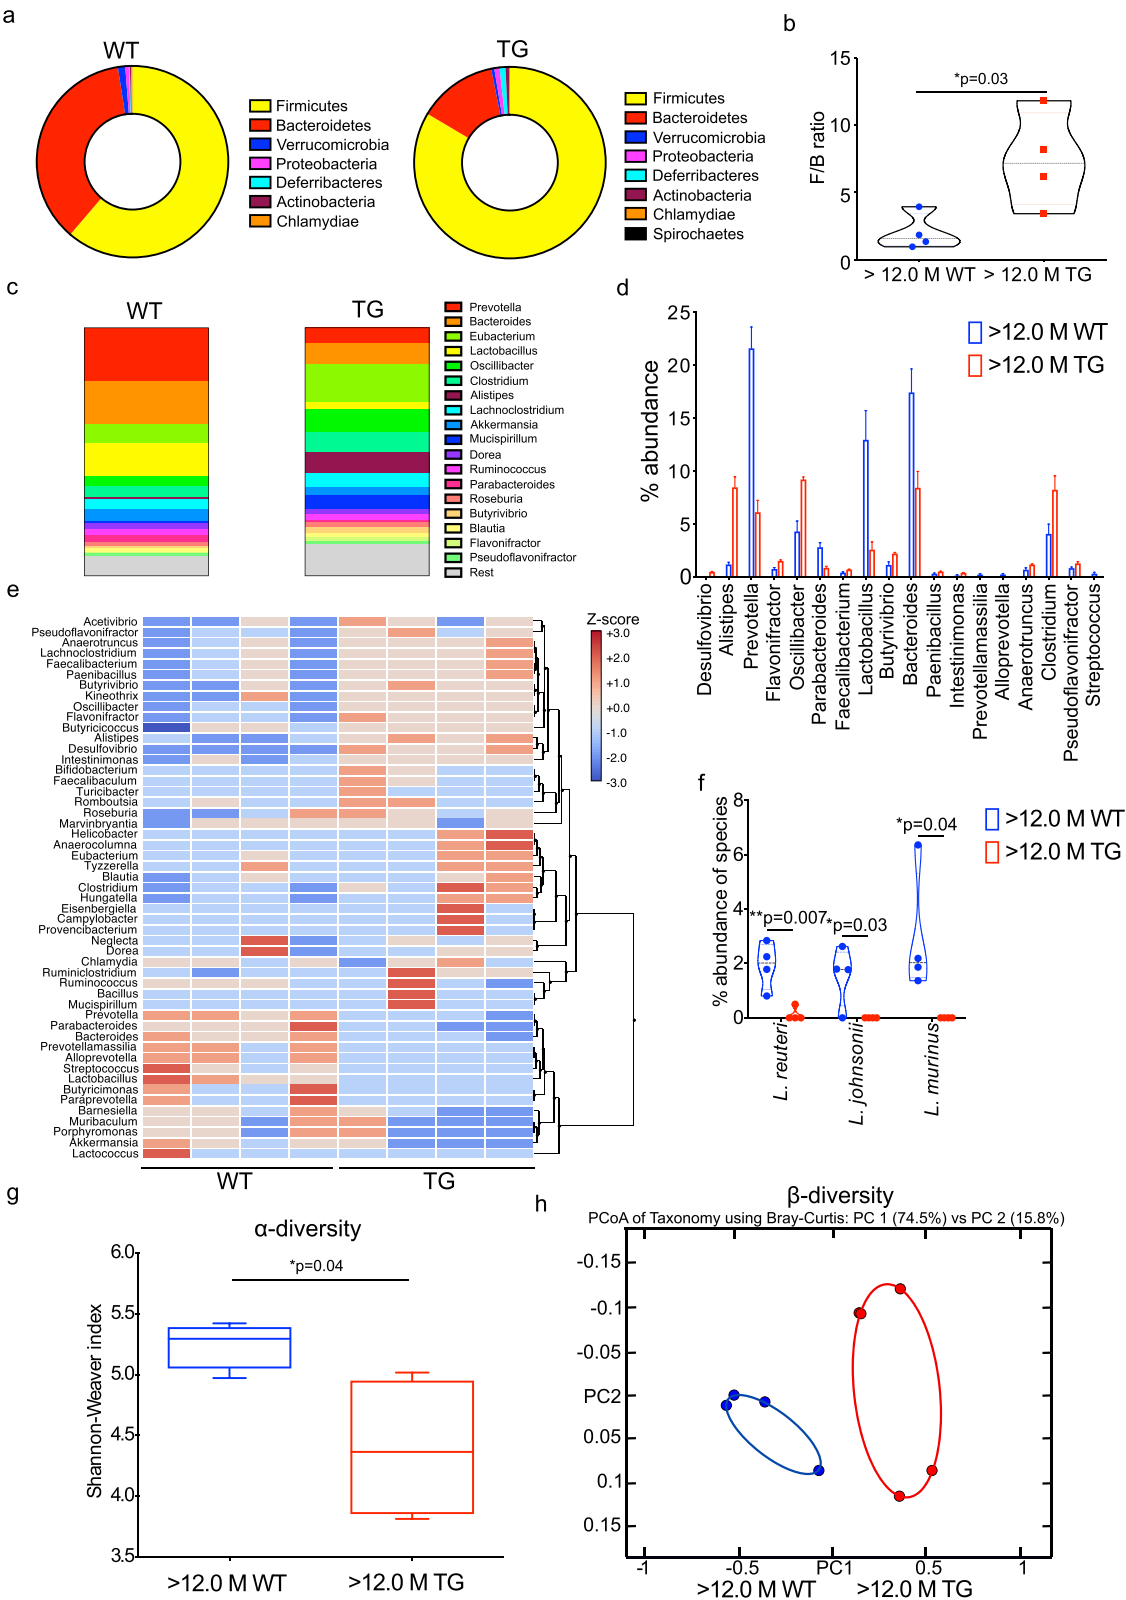 a
WT
Firmicutes
Bacteroidetes
Verrucomicrobia
Proteobacteria
Deferribacteres
Actinobacteria
Chlamydiae
TG
Firmicutes
Bacteroidetes
Verrucomicrobia
Proteobacteria
Deferribacteres
Actinobacteria
Chlamydiae
Spirochaetes
b
*p=0.03
F/B ratio
15
10
5
0
> 12.0 M WT
> 12.0 M TG
c
WT
TG
Prevotella
Bacteroides
Eubacterium
Lactobacillus
Oscillibacter
Clostridium
Alistipes
Lachnoclostridium
Akkermansia
Mucispirillum
Dorea
Ruminococcus
Parabacteroides
Roseburia
Butyrivibrio
Blautia
Flavonifractor
Pseudoflavonifractor
Rest
d
% abundance
25
20
15
10
5
0
>12.0 M WT
>12.0 M TG
Desulfovibrio
Alistipes
Prevotella
Flavonifractor
Oscillibacter
Parabacteroides
Faecalibacterium
Lactobacillus
Butyrivibrio
Bacteroides
Paenibacillus
Intestinimonas
Prevotellamassilia
Alloprevotella
Anaerotruncus
Clostridium
Pseudoflavonifractor
Streptococcus
e
Acetivibrio
Pseudoflavonifractor
Anaerotruncus
Lachnoclostridium
Faecalibacterium
Paenibacillus
Butyrivibrio
Kineothrix
Oscillibacter
Flavonifractor
Butyricicoccus
Alistipes
Desulfovibrio
Intestinimonas
Bifidobacterium
Faecalibaculum
Turicibacter
Romboutsia
Roseburia
Marvinbryantia
Helicobacter
Anaerocolumna
Eubacterium
Tyzzerella
Blautia
Clostridium
Hungatella
Eisenbergiella
Campylobacter
Provencibacterium
Neglecta
Dorea
Chlamydia
Ruminiclostridium
Ruminococcus
Bacillus
Mucispirillum
Prevotella
Parabacteroides
Bacteroides
Prevotellamassilia
Alloprevotella
Streptococcus
Lactobacillus
Butyricimonas
Paraprevotella
Barnesiella
Muribaculum
Porphyromonas
Akkermansia
Lactococcus
WT
TG
Z-score
+3.0
+2.0
+1.0
+0.0
-1.0
-2.0
-3.0
f
% abundance of species
8
6
4
2
0
**p=0.007
*p=0.03
*p=0.04
>12.0 M WT
>12.0 M TG
L. reuteri
L. johnsonii
L. murinus
g
α-diversity
*p=0.04
Shannon-Weaver index
6.0
5.5
5.0
4.5
4.0
3.5
>12.0 M WT
>12.0 M TG
h
β-diversity
PCoA of Taxonomy using Bray-Curtis: PC 1 (74.5%) vs PC 2 (15.8%)
-0.15
-0.1
-0.05
PC2
0.05
0.1
0.15
-1
-0.5
PC1
0.5
1
>12.0 M WT
>12.0 M TG